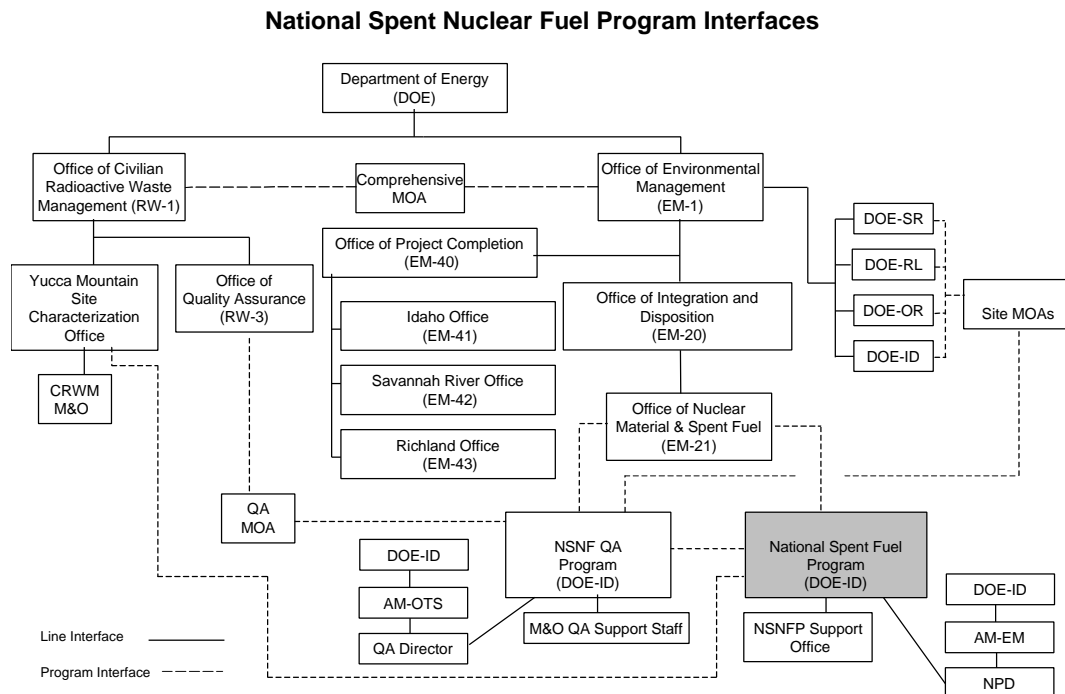 National Spent Nuclear Fuel Program Interfaces
Department of Energy
(DOE)
Office of Civilian
Radioactive Waste
Management (RW-1)
Comprehensive
MOA
Office of Environmental
Management
(EM-1)
DOE-SR
DOE-RL
DOE-OR
DOE-ID
Site MOAs
Office of Project Completion
(EM-40)
Yucca Mountain
Site
Characterization
Office
Office of
Quality Assurance
(RW-3)
Idaho Office
(EM-41)
Office of Integration and
Disposition
(EM-20)
CRWM
M&O
Savannah River Office
(EM-42)
Office of Nuclear
Material & Spent Fuel
(EM-21)
Richland Office
(EM-43)
QA
MOA
NSNF QA
Program
(DOE-ID)
National Spent Fuel
Program
(DOE-ID)
DOE-ID
AM-OTS
QA Director
M&O QA Support Staff
NSNFP Support
Office
DOE-ID
AM-EM
NPD
Line Interface
Program Interface